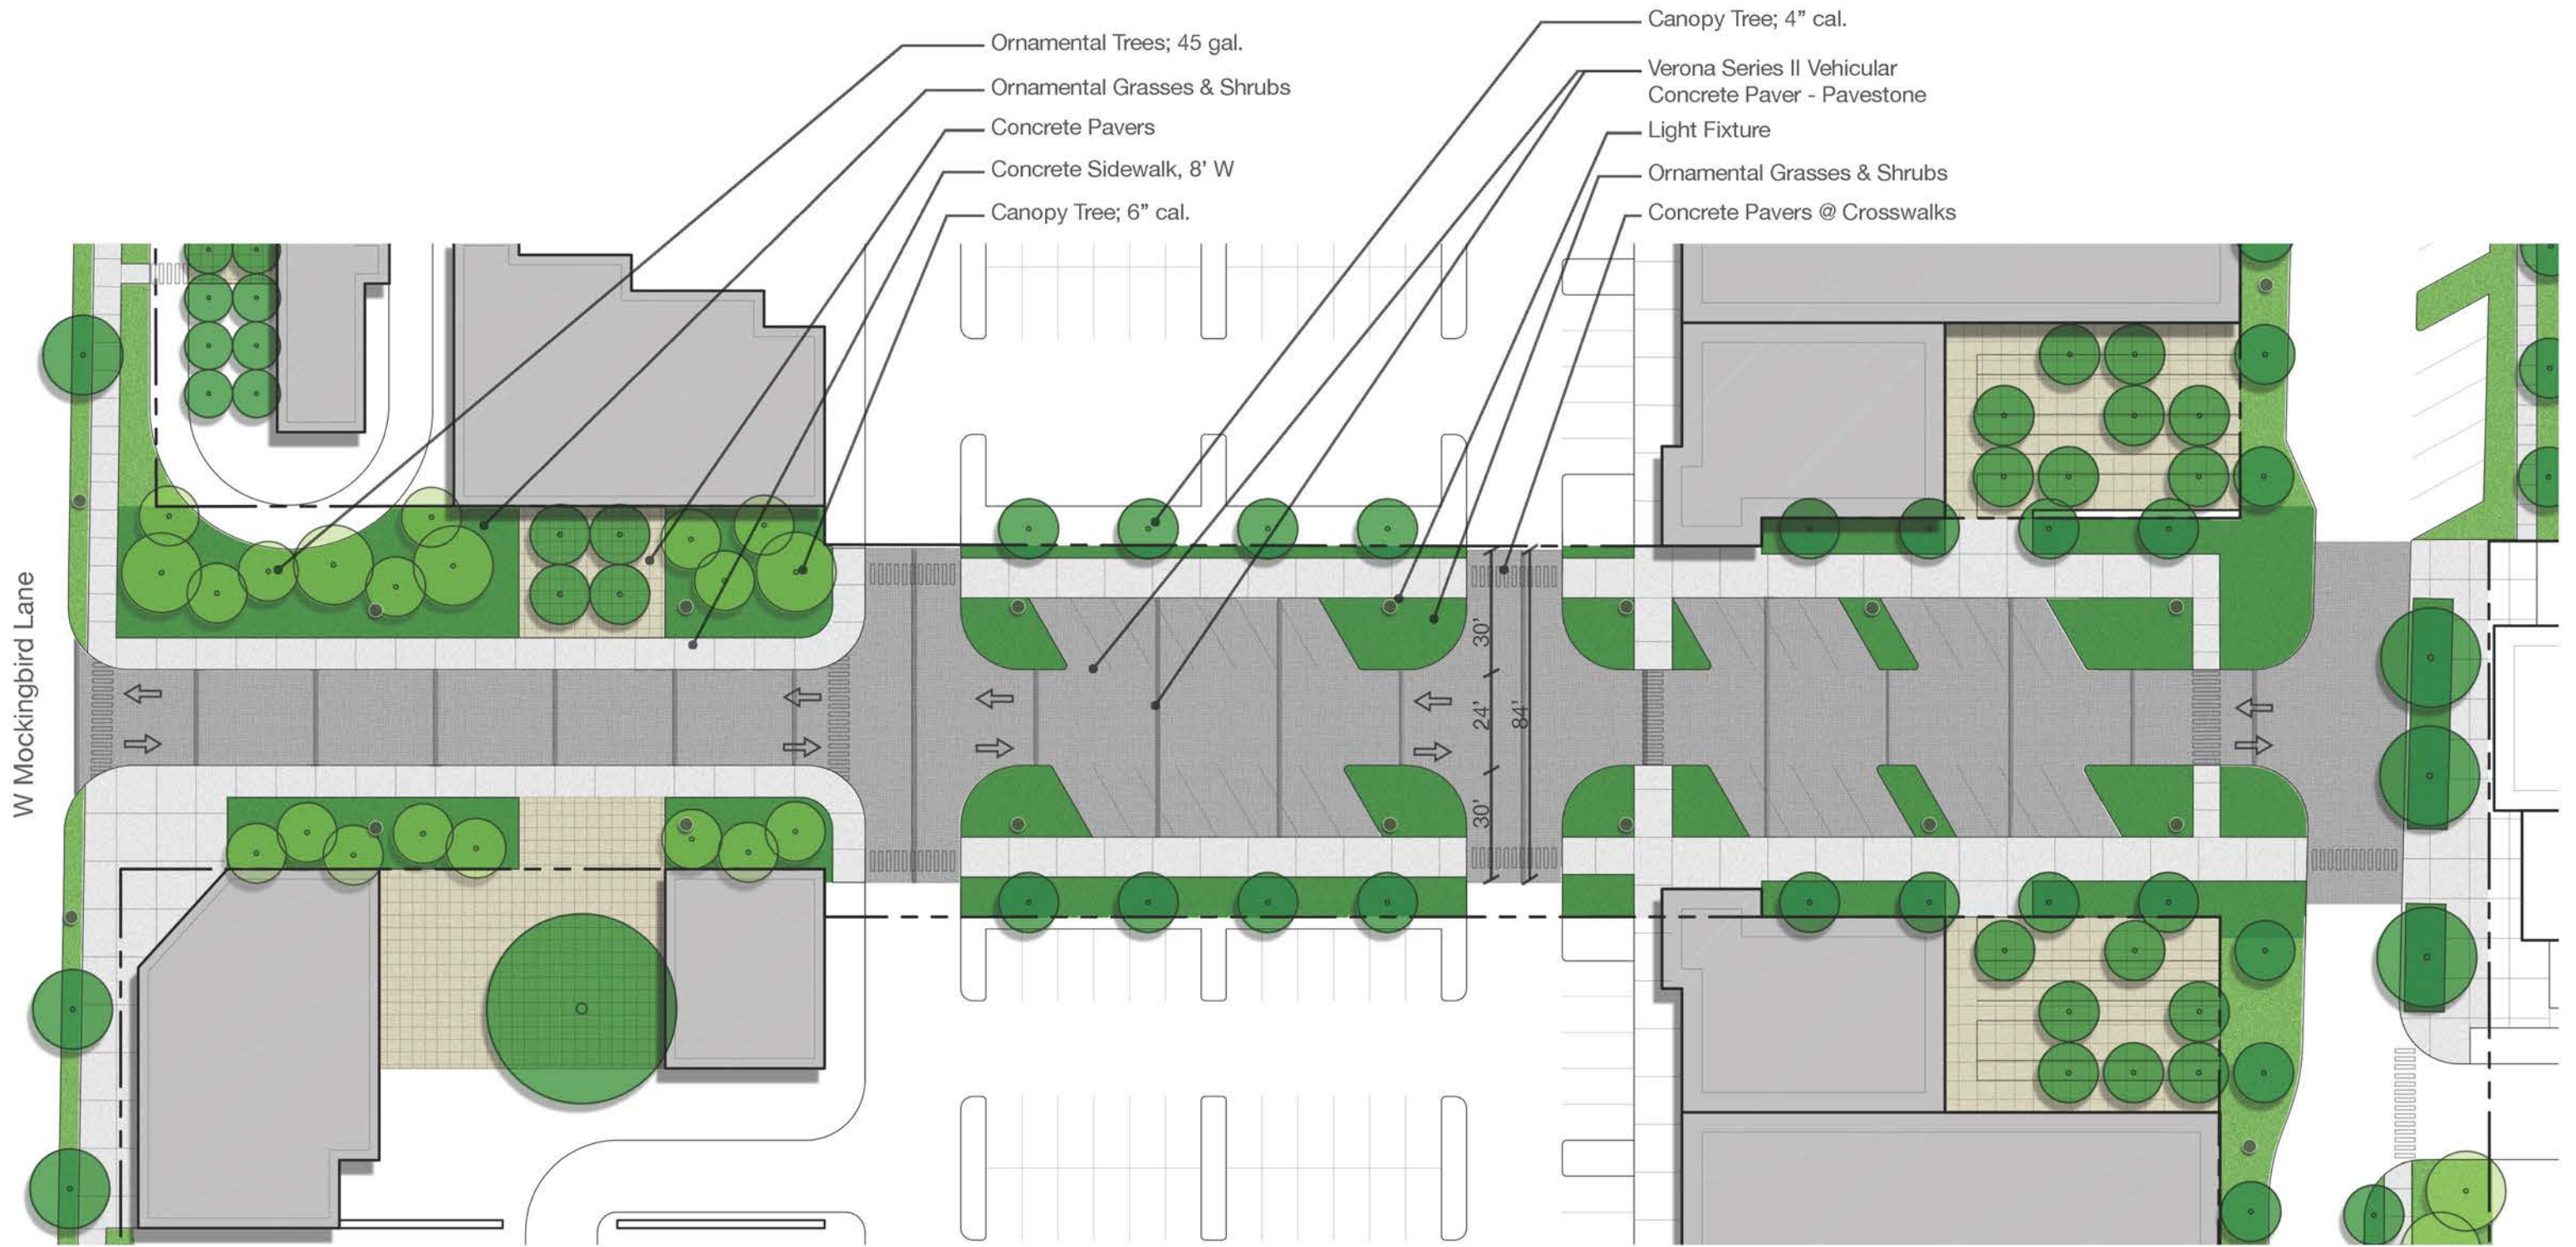 Ornamental Trees; 45 gal.
Ornamental Grasses & Shrubs
Concrete Pavers
Concrete Sidewalk, 8’ W
Canopy Tree; 6” cal.
Canopy Tree; 4” cal.
Verona Series II Vehicular
Concrete Paver - Pavestone
Light Fixture
Ornamental Grasses & Shrubs
Concrete Pavers @ Crosswalks
W Mockingbird Lane
30’
24’
84’
30’